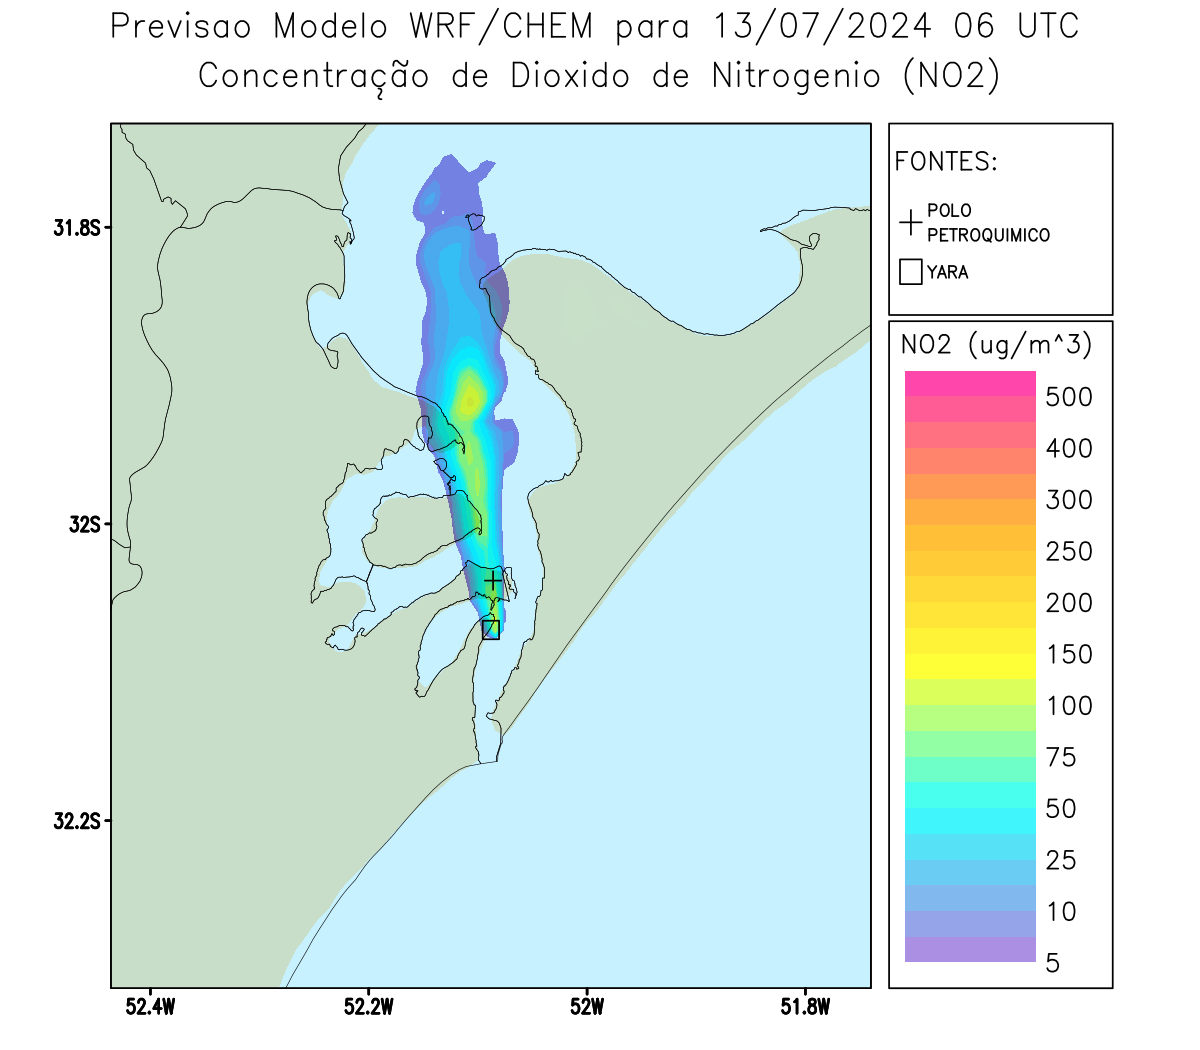 Previsao Modelo WRF/CHEM para 13/07/2024 06 UTC
Concentração de Dioxido de Nitrogenio (NO2)
FONTES:
POLO
PETROQUIMICO
YARA
NO2 (ug/m^3)
500
400
300
250
200
150
100
75
50
25
10
5
31.8S
32S
32.2S
52.4W
52.2W
52W
51.8W